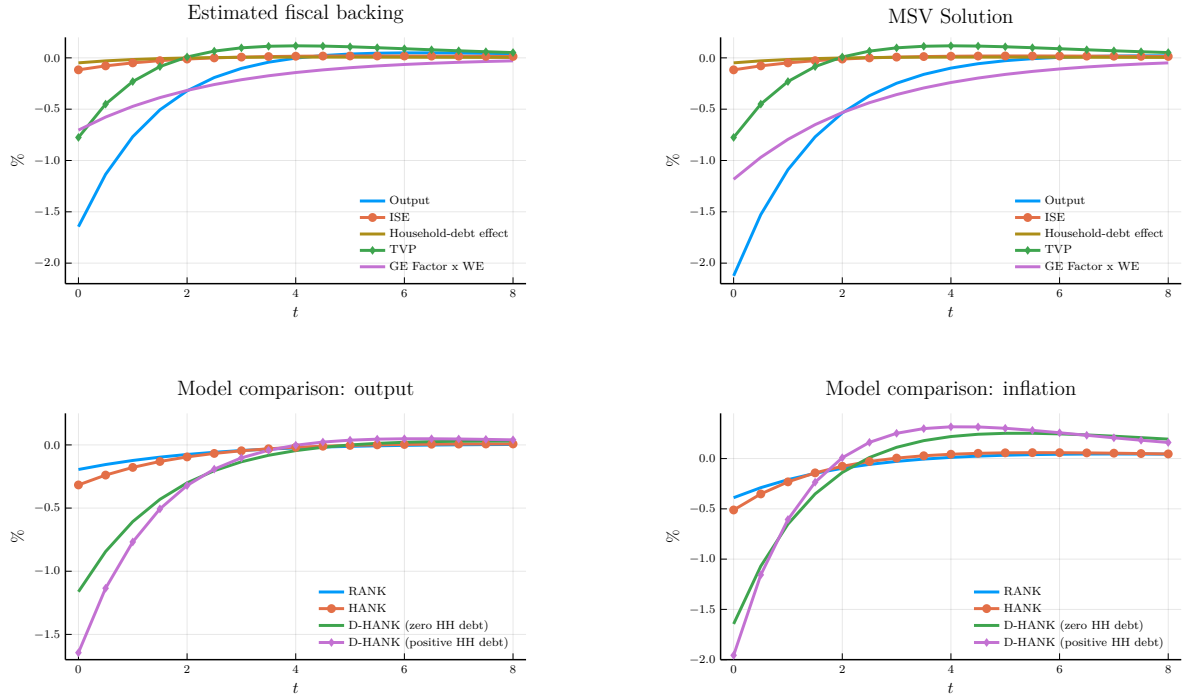 Estimated fiscal backing
0.0
−0.5
−1.0
−1.5
−2.0
%
Output
ISE
Household-debt effect
TVP
GE Factor x WE
0 2 4 6 8
t
MSV Solution
0.0
−0.5
−1.0
−1.5
−2.0
%
Output
ISE
Household-debt effect
TVP
GE Factor x WE
0 2 4 6 8
t
Model comparison: output
0.0
−0.5
−1.0
−1.5
%
RANK
HANK
D-HANK (zero HH debt)
D-HANK (positive HH debt)
0 2 4 6 8
t
Model comparison: inflation
0.0
−0.5
−1.0
−1.5
−2.0
%
RANK
HANK
D-HANK (zero HH debt)
D-HANK (positive HH debt)
0 2 4 6 8
t